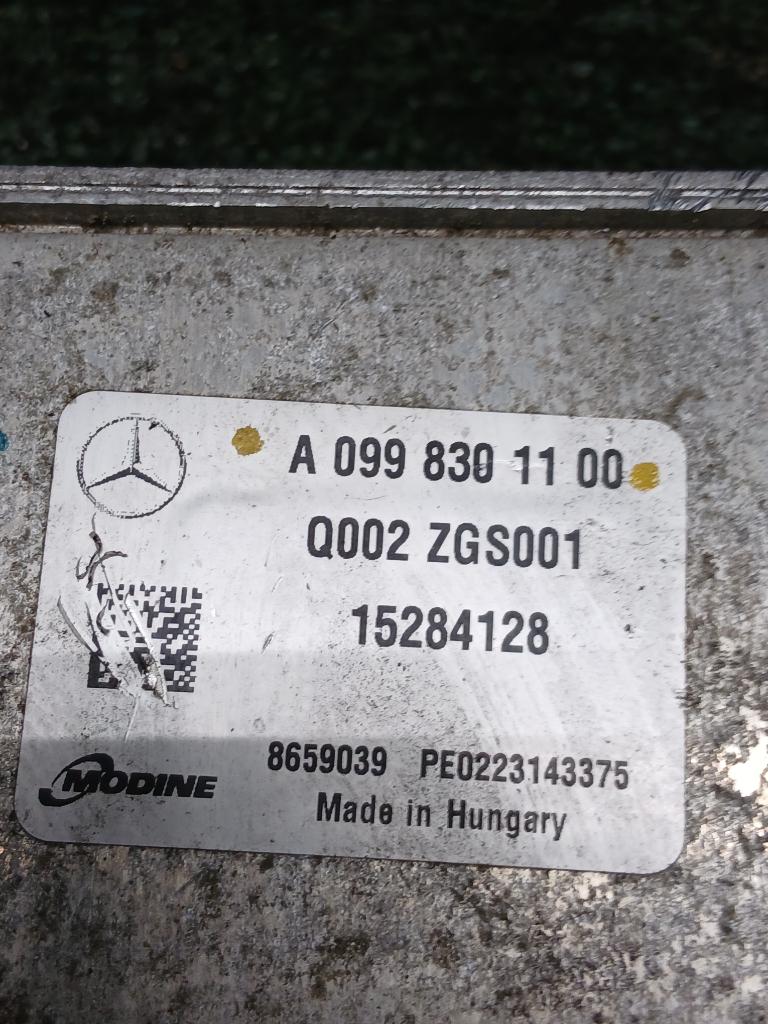 A 099 830 11 00
Q002 ZGS001
15284128
8659039 PE0223143375
MODINE
Made in Hungary